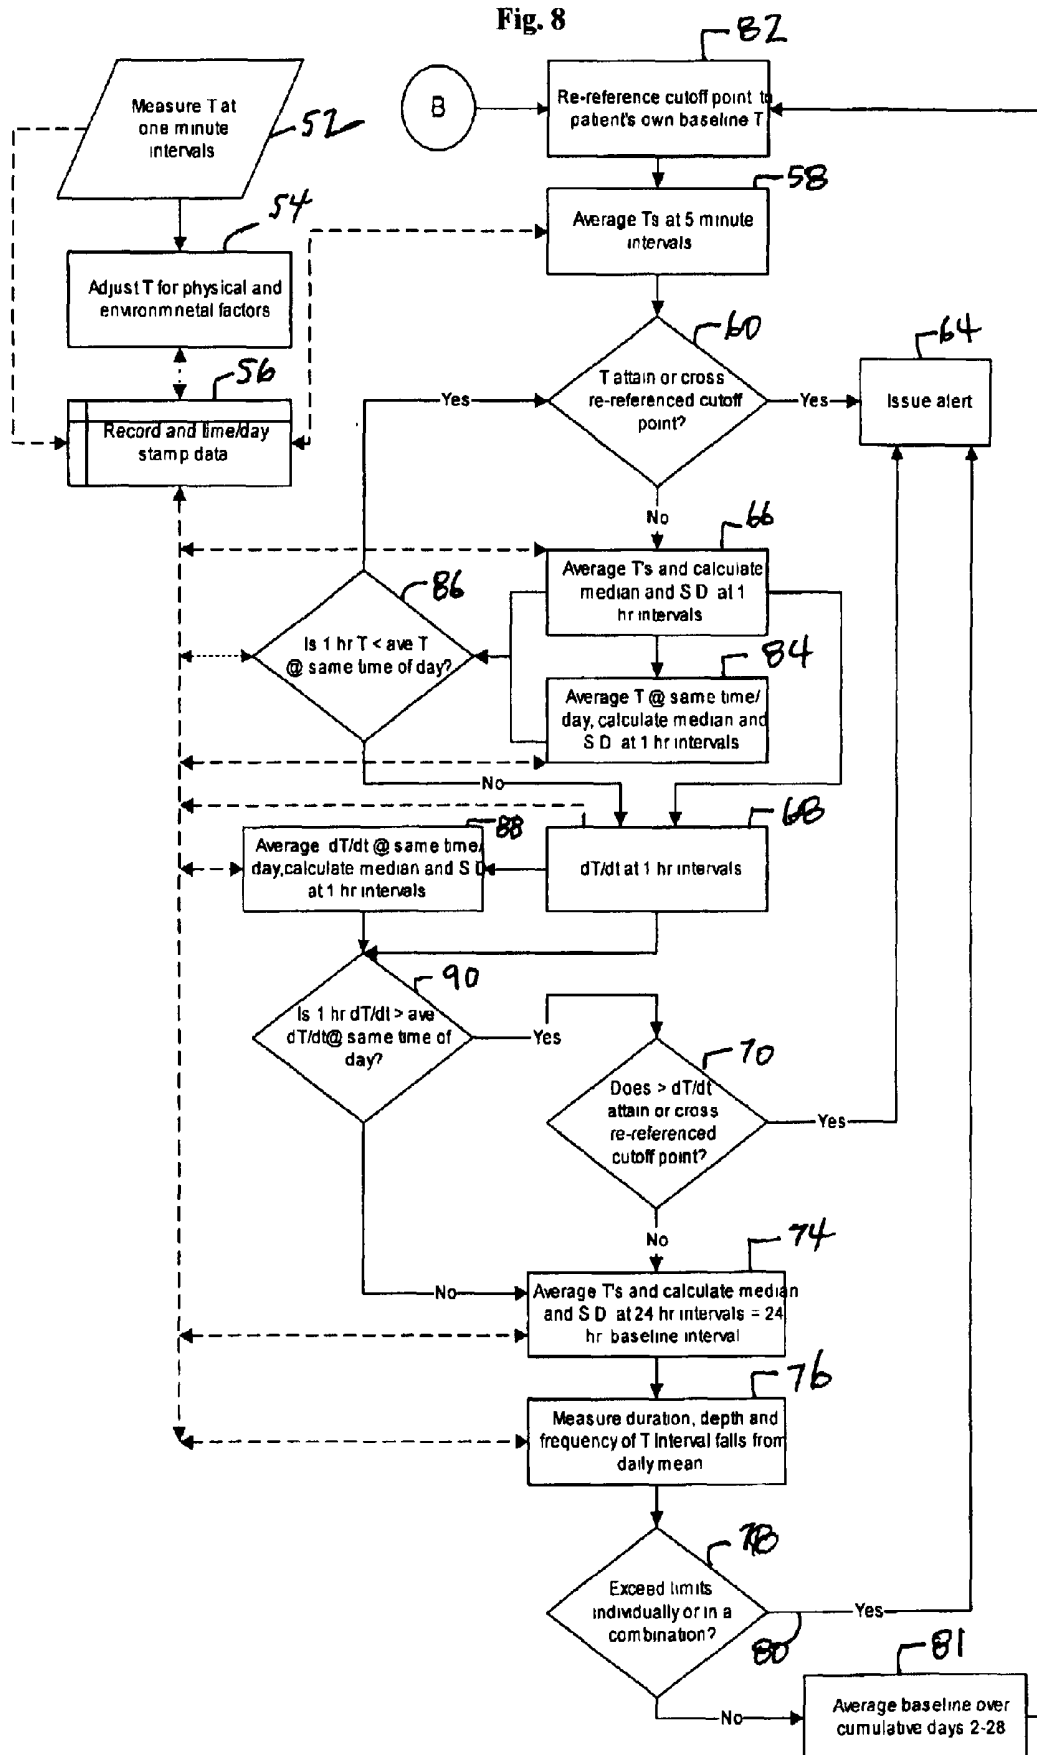 Fig. 8
82
Measure T at
one minute
intervals
52
B
Re-reference cutoff point to
patient's own baseline T
58
54
Average Ts at 5 minute
intervals
Adjust T for physical and
environmnetal factors
60
64
56
T attain or cross
re-referenced cutoff
point?
Yes
Yes
Issue alert
Record and time/day
stamp data
No
66
86
Average T's and calculate
median and S D at 1
hr intervals
Is 1 hr T < ave T
@ same time of day?
84
Average T @ same time/
day, calculate median and
S D at 1 hr intervals
No
68
88
Average dT/dt @ same time/
day,calculate median and S D
at 1 hr intervals
dT/dt at 1 hr intervals
90
Is 1 hr dT/dt > ave
dT/dt@ same time of
day?
Yes
70
Does > dT/dt
attain or cross
re-referenced
cutoff point?
Yes
No
74
No
Average T's and calculate median
and S D at 24 hr intervals = 24
hr baseline interval
76
Measure duration, depth and
frequency of T interval falls from
daily mean
78
Exceed limits
individually or in a
combination?
Yes
80
81
No
Average baseline over
cumulative days 2-28